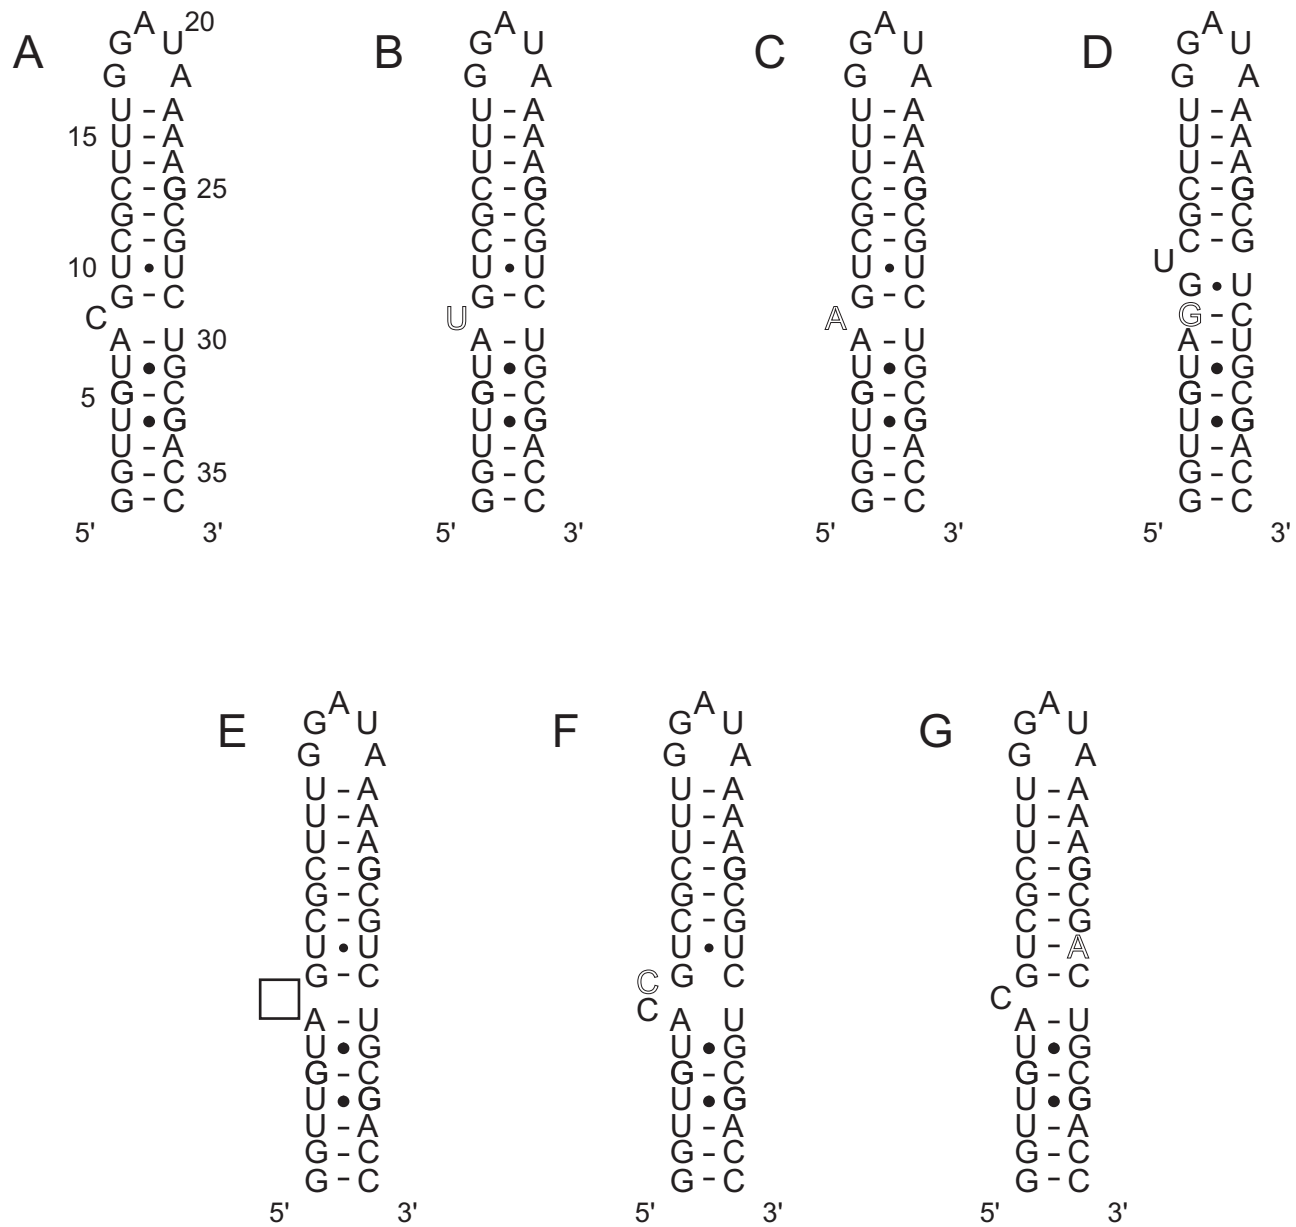 A
A 20
G U
G A
U - A
15 U - A
U - A
C - G 25
G - C
C - G
10 U • U
G - C
C
A - U 30
U • G
5 G - C
U • G
U - A
G - C 35
G - C
5' 3'
B
A
G U
G A
U - A
U - A
U - A
C - G
G - C
C - G
U • U
G - C
U
A - U
U • G
G - C
U • G
U - A
G - C
G - C
5' 3'
C
A
G U
G A
U - A
U - A
U - A
C - G
G - C
C - G
U • U
G - C
A
A - U
U • G
G - C
U • G
U - A
G - C
G - C
5' 3'
D
A
G U
G A
U - A
U - A
U - A
C - G
G - C
C - G
U
G • U
G - C
A - U
U • G
G - C
U • G
U - A
G - C
G - C
5' 3'
E
A
G U
G A
U - A
U - A
U - A
C - G
G - C
C - G
U • U
G - C
A - U
U • G
G - C
U • G
U - A
G - C
G - C
5' 3'
F
A
G U
G A
U - A
U - A
U - A
C - G
G - C
C - G
U • U
G C
C
C
A U
U • G
G - C
U • G
U - A
G - C
G - C
5' 3'
G
A
G U
G A
U - A
U - A
U - A
C - G
G - C
C - G
U - A
G - C
C
A - U
U • G
G - C
U • G
U - A
G - C
G - C
5' 3'